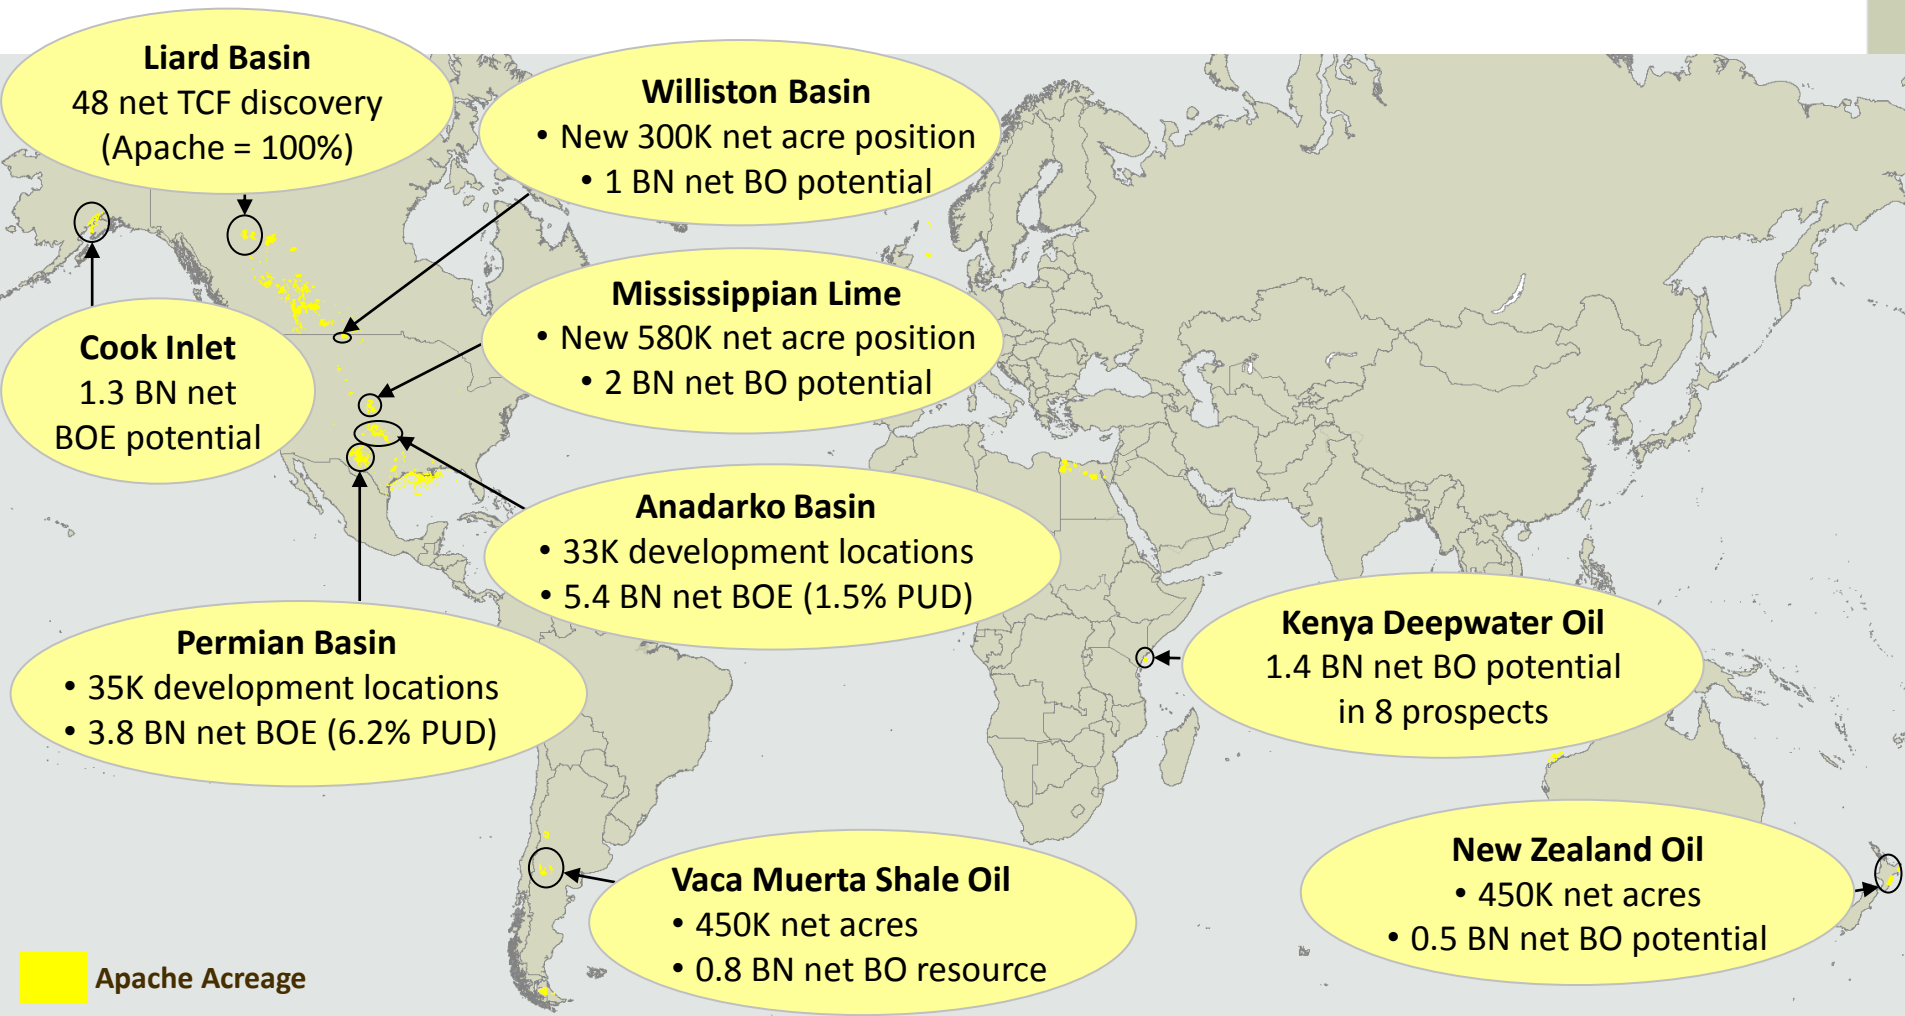 Liard Basin
48 net TCF discovery
(Apache = 100%)
Williston Basin
• New 300K net acre position
• 1 BN net BO potential
Mississippian Lime
• New 580K net acre position
• 2 BN net BO potential
Cook Inlet
1.3 BN net
BOE potential
Anadarko Basin
• 33K development locations
• 5.4 BN net BOE (1.5% PUD)
Permian Basin
• 35K development locations
• 3.8 BN net BOE (6.2% PUD)
Kenya Deepwater Oil
1.4 BN net BO potential
in 8 prospects
Vaca Muerta Shale Oil
• 450K net acres
• 0.8 BN net BO resource
New Zealand Oil
• 450K net acres
• 0.5 BN net BO potential
Apache Acreage